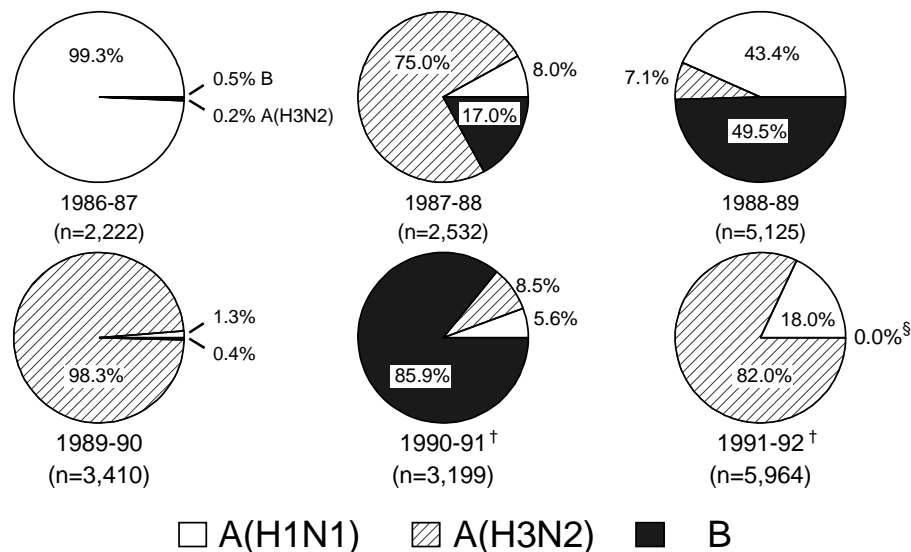 99.3%
0.5% B
0.2% A(H3N2)
1986-87
(n=2,222)
75.0%
8.0%
17.0%
1987-88
(n=2,532)
43.4%
7.1%
49.5%
1988-89
(n=5,125)
1.3%
0.4%
98.3%
1989-90
(n=3,410)
8.5%
5.6%
85.9%
1990-91†
(n=3,199)
18.0%
0.0%§
82.0%
1991-92†
(n=5,964)
A(H1N1) A(H3N2) B